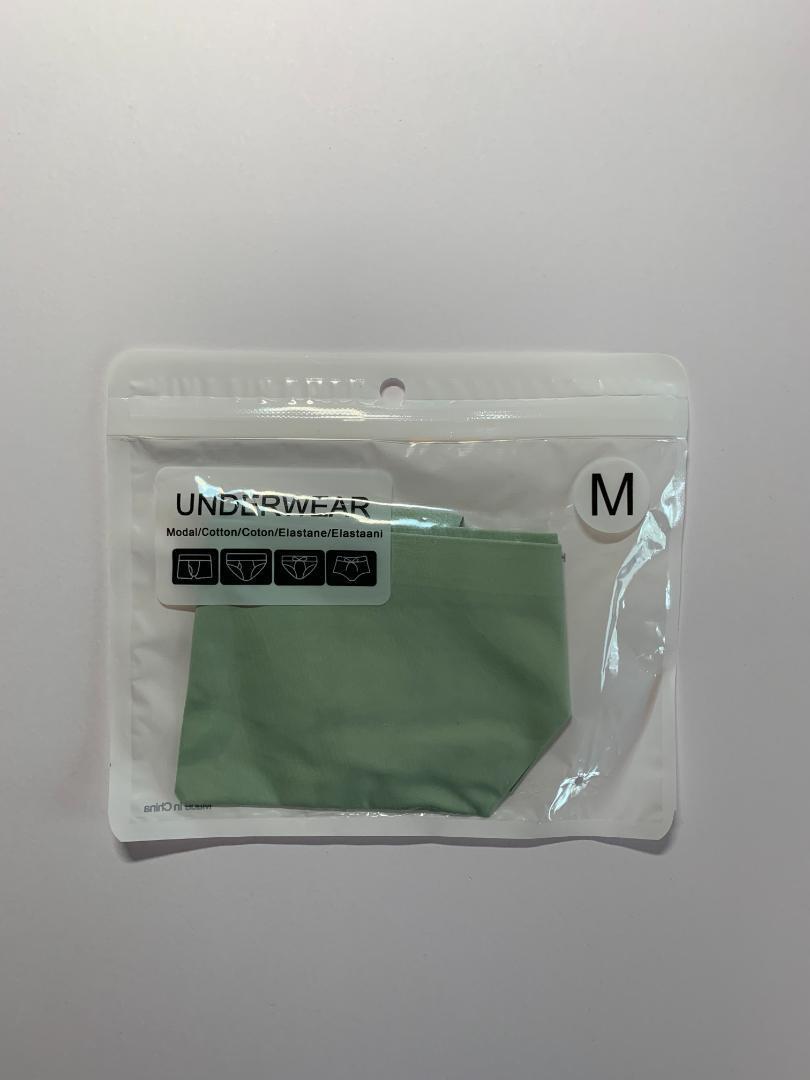 UNDERWEAR
M
Modal/Cotton/Coton/Elastane/Elastaani
Made in China